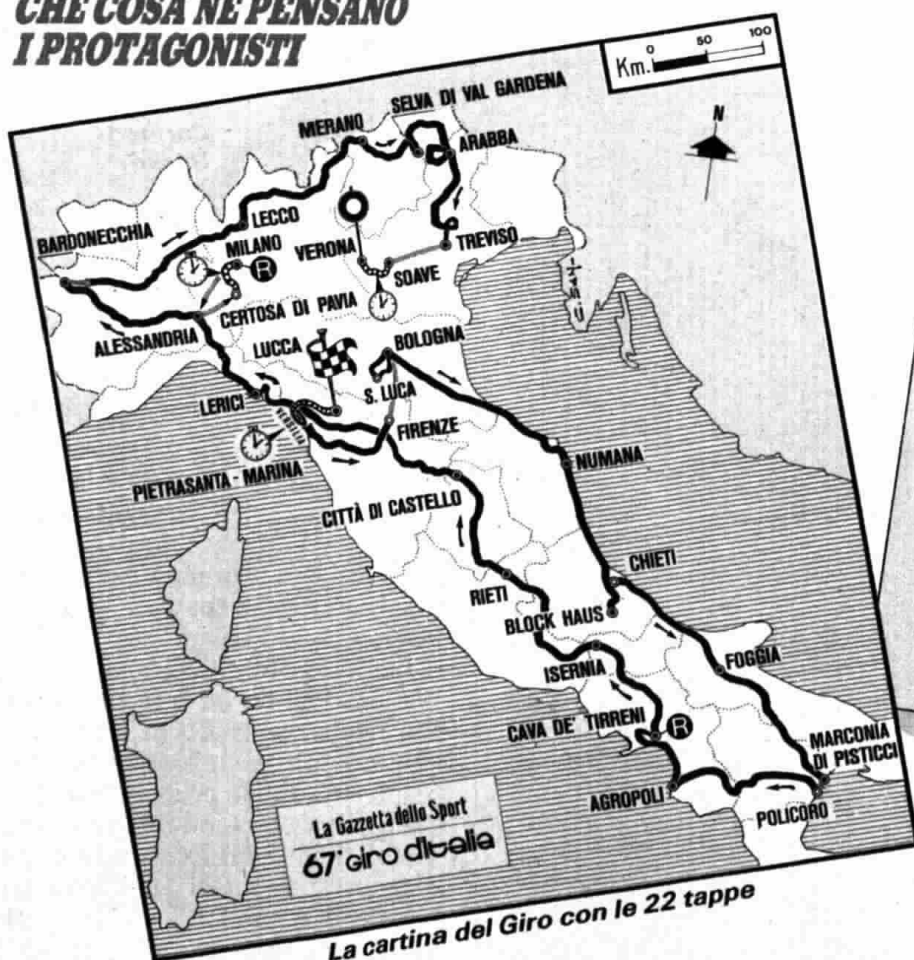 CHE COSA NE PENSANO
I PROTAGONISTI
Km. 0 50 100
N
SELVA DI VAL GARDENA
MERANO
ARABBA
LECCO
BARDONECCHIA
MILANO
R
VERONA
TREVISO
SOAVE
CERTOSA DI PAVIA
ALESSANDRIA
LUCCA
BOLOGNA
S. LUCA
LERICI
VERSILIA
FIRENZE
PIETRASANTA - MARINA
NUMANA
CITTÀ DI CASTELLO
CHIETI
RIETI
BLOCK HAUS
FOGGIA
ISERNIA
CAVA DE' TIRRENI
R
MARCONIA
DI PISTICCI
AGROPOLI
POLICORO
La Gazzetta dello Sport
67° giro d'italia
La cartina del Giro con le 22 tappe